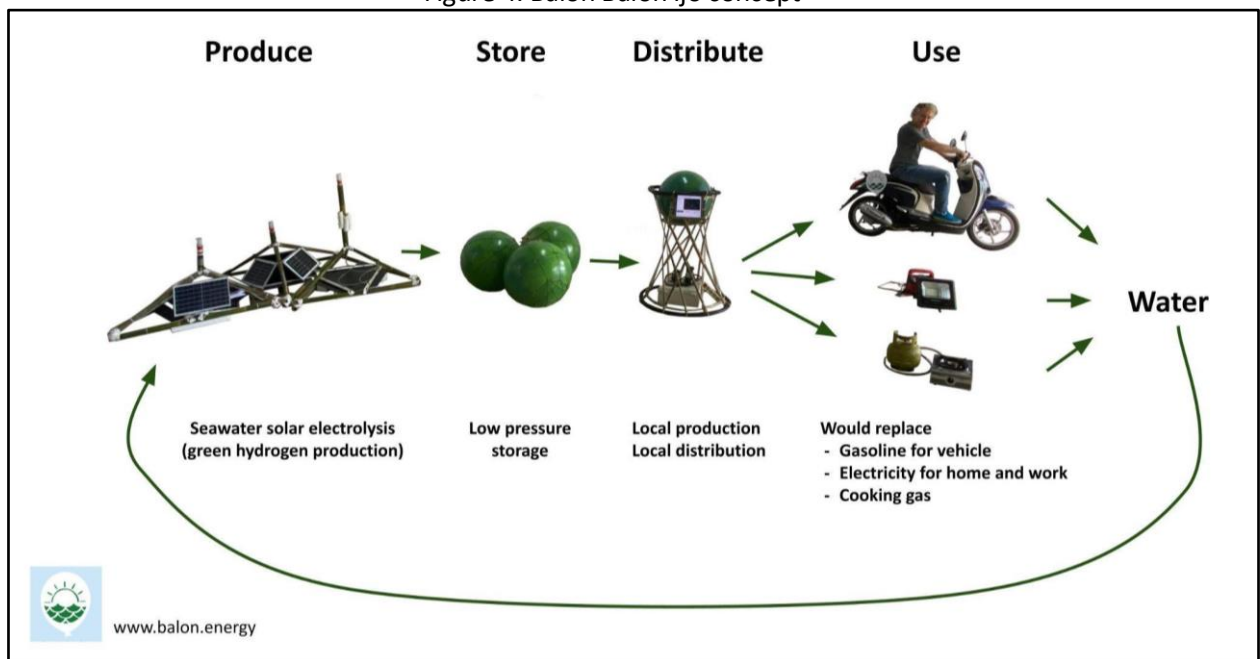 Produce
Store
Distribute
Use
Water
Seawater solar electrolysis
(green hydrogen production)
Low pressure
storage
Local production
Local distribution
Would replace
- Gasoline for vehicle
- Electricity for home and work
- Cooking gas
www.balon.energy